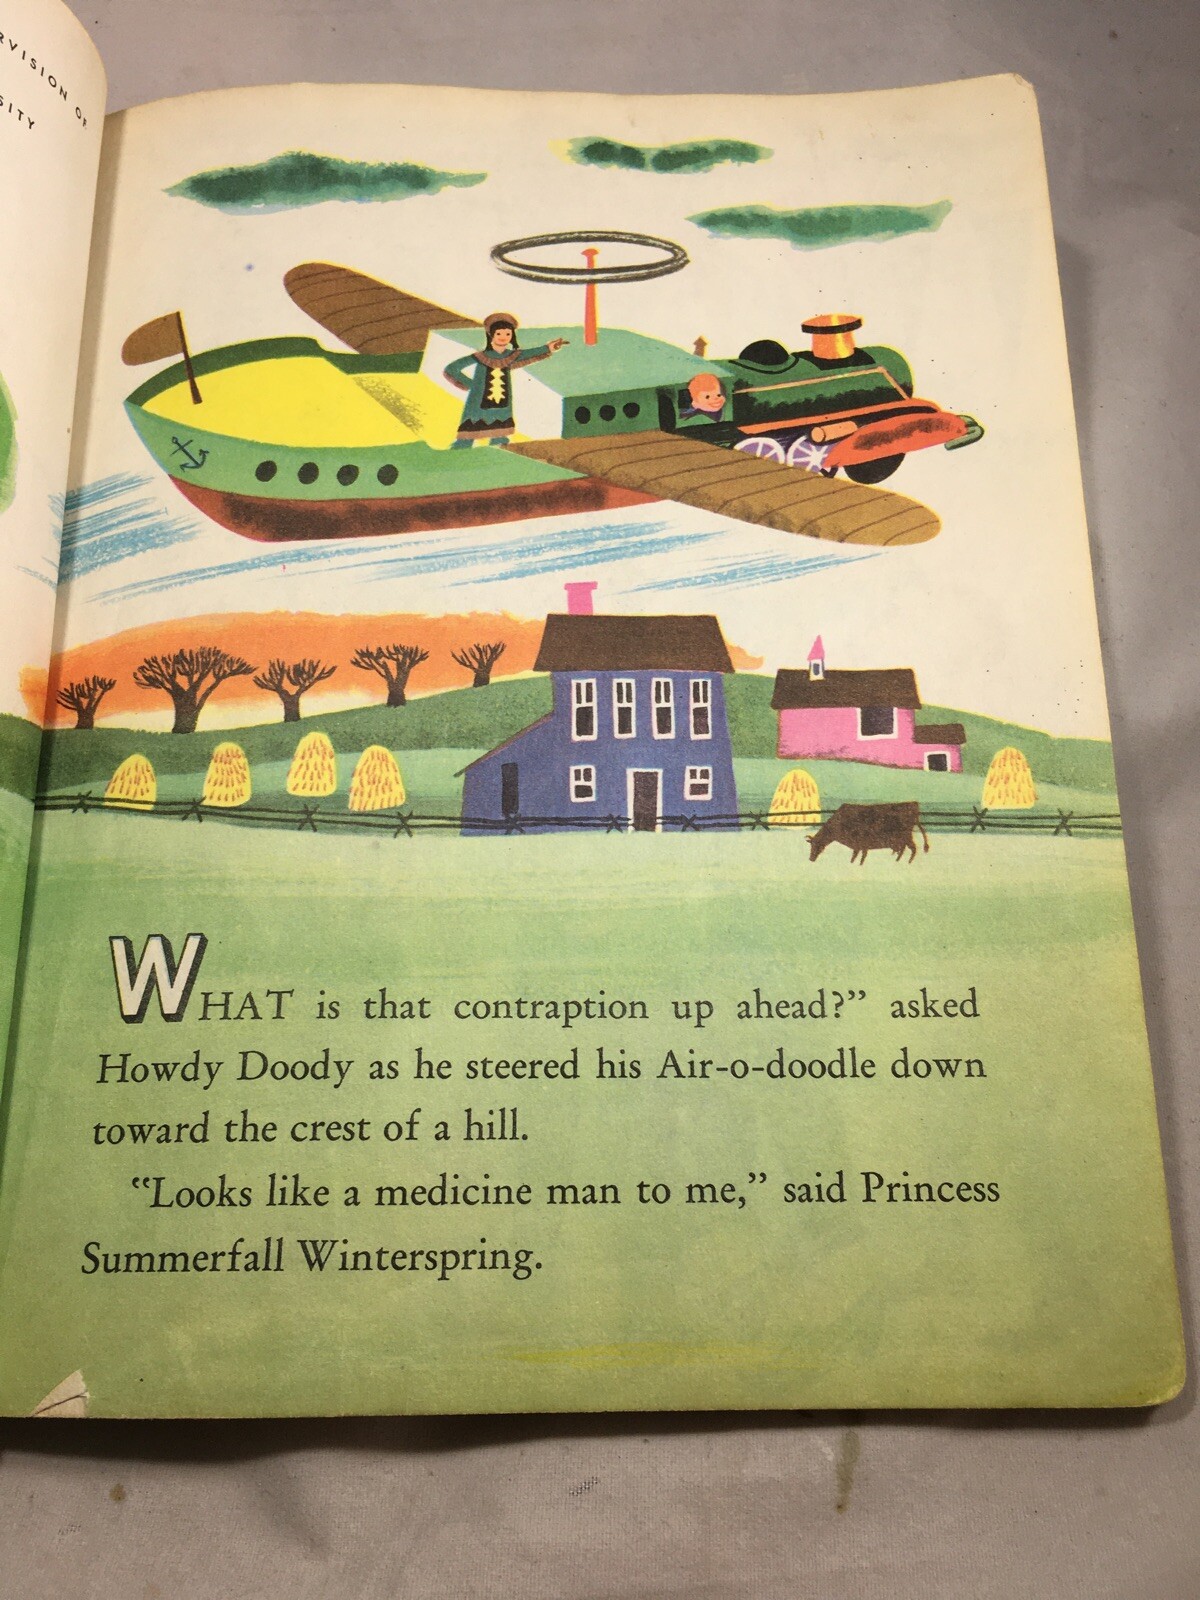 SITY
WHAT is that contraption up ahead?” asked
Howdy Doody as he steered his Air-o-doodle down
toward the crest of a hill.
“Looks like a medicine man to me,” said Princess
Summerfall Winterspring.